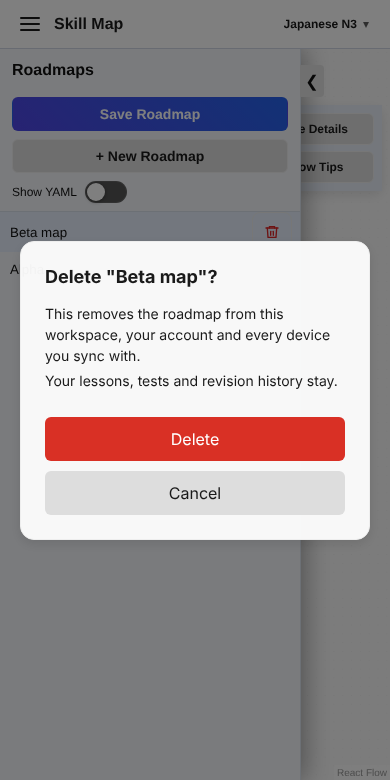 Skill Map
Japanese N3 ▼
Roadmaps
Save Roadmap
+ New Roadmap
Show YAML
Details
Tips
Beta map
Delete "Beta map"?
This removes the roadmap from this
workspace, your account and every device
you sync with.
Your lessons, tests and revision history stay.
Delete
Cancel
React Flow